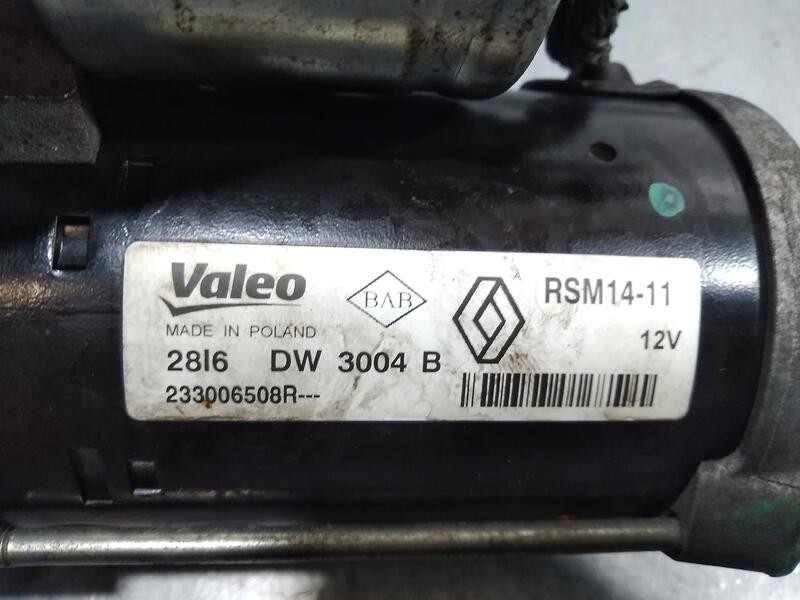 Valeo
BAB
RSM14-11
MADE IN POLAND
12V
28I6 DW 3004 B
233006508R---